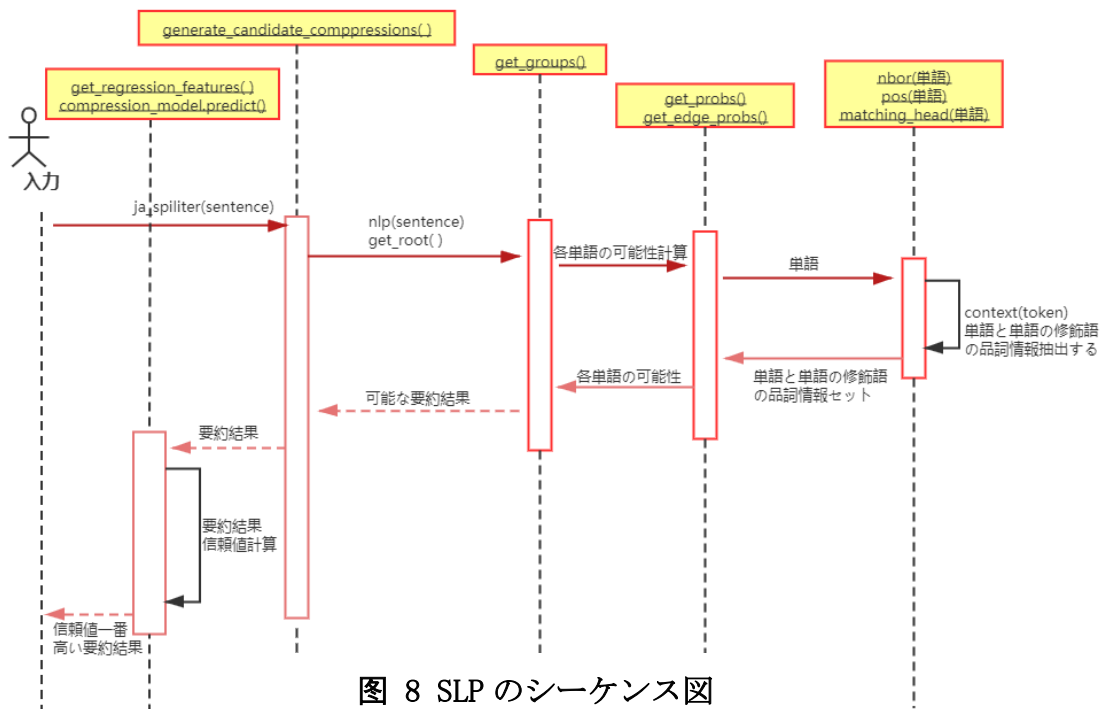 generate_candidate_comppressions( )
get_groups()
get_regression_features( )
compression_model.predict()
get_probs()
get_edge_probs()
nbor(単語)
pos(単語)
matching_head(単語)
入力
ja_spiliter(sentence)
nlp(sentence)
get_root( )
各単語の可能性計算
単語
context(token)
単語と単語の修飾語
の品詞情報抽出する
単語と単語の修飾語
の品詞情報セット
各単語の可能性
可能な要約結果
要約結果
要約結果
信頼値計算
信頼値一番
高い要約結果
图 8 SLPのシーケンス図